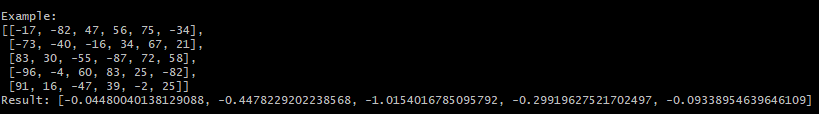 Example:
[[-17, -82, 47, 56, 75, -34],
[-73, -40, -16, 34, 67, 21],
[83, 30, -55, -87, 72, 58],
[-96, -4, 60, 83, 25, -82],
[91, 16, -47, 39, -2, 25]]
Result: [-0.04480040138129088, -0.4478229202238568, -1.0154016785095792, -0.29919627521702497, -0.09338954639646109]